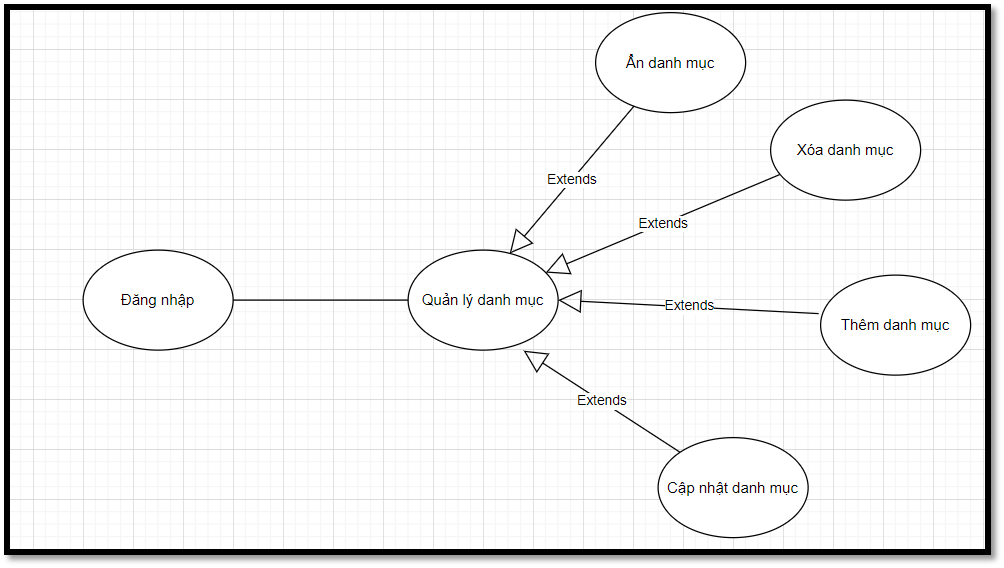 Ẩn danh mục
Xóa danh mục
Extends
Extends
Đăng nhập
Quản lý danh mục
Extends
Thêm danh mục
Extends
Cập nhật danh mục